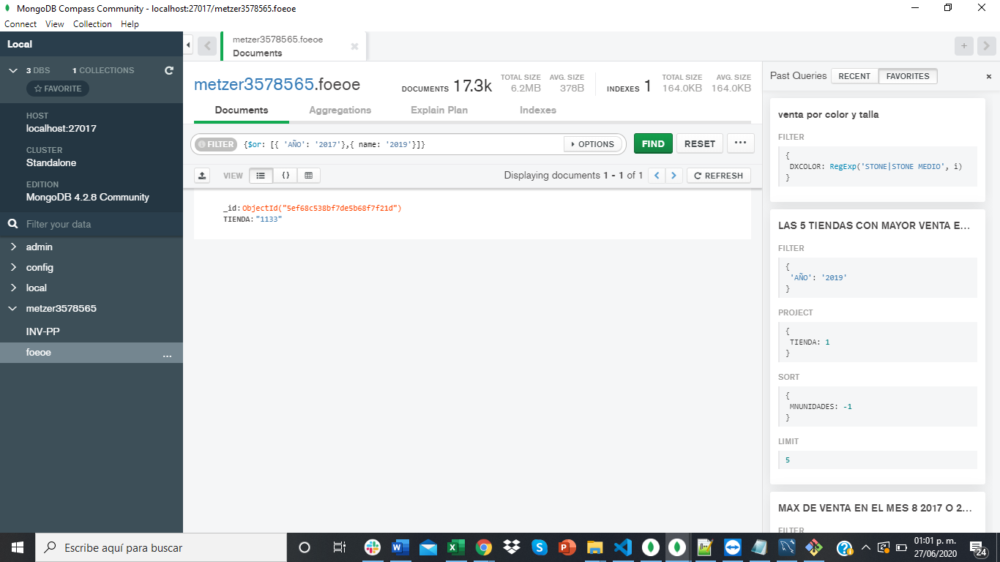 MongoDB Compass Community - localhost:27017/metzer3578565.foeoe
Connect View Collection Help
Local
3 DBS 1 COLLECTIONS
FAVORITE
HOST
localhost:27017
CLUSTER
Standalone
EDITION
MongoDB 4.2.8 Community
Filter your data
admin
config
local
metzer3578565
INV-PP
foeoe ...
metzer3578565.foeoe
Documents
metzer3578565.foeoe
DOCUMENTS 17.3k TOTAL SIZE 6.2MB AVG. SIZE 378B INDEXES 1 TOTAL SIZE 164.0KB AVG. SIZE 164.0KB
Documents Aggregations Explain Plan Indexes
FILTER {$or: [{ 'AÑO': '2017'},{ name: '2019'}]} OPTIONS FIND RESET ...
VIEW {} Displaying documents 1 - 1 of 1 REFRESH
_id: ObjectId("5ef68c538bf7de5b68f7f21d")
TIENDA: "1133"
Past Queries RECENT FAVORITES
venta por color y talla
FILTER
{
DXCOLOR: RegExp('STONE|STONE MEDIO', i)
}
LAS 5 TIENDAS CON MAYOR VENTA E...
FILTER
{
'AÑO': '2019'
}
PROJECT
{
TIENDA: 1
}
SORT
{
MNUNIDADES: -1
}
LIMIT
5
MAX DE VENTA EN EL MES 8 2017 O 2...
FILTER
Escribe aquí para buscar
01:01 p. m.
27/06/2020
24